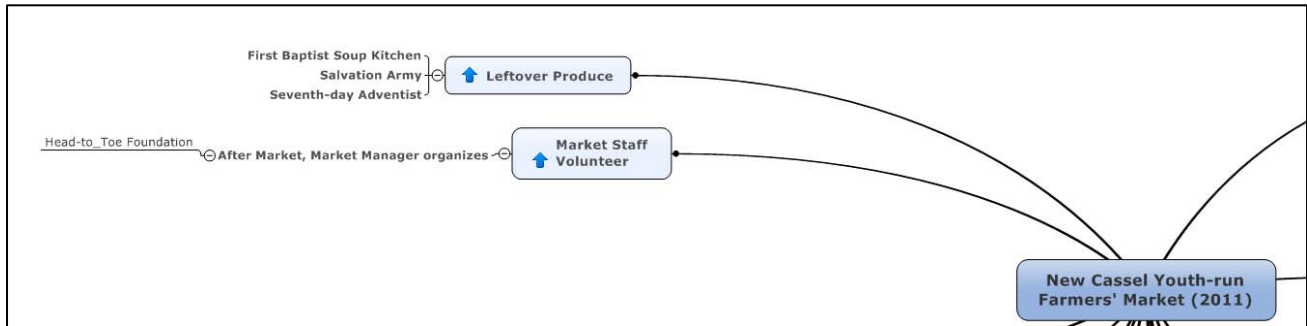 First Baptist Soup Kitchen
Salvation Army
Seventh-day Adventist
Leftover Produce
Head-to_Toe Foundation
After Market, Market Manager organizes
Market Staff
Volunteer
New Cassel Youth-run
Farmers' Market (2011)